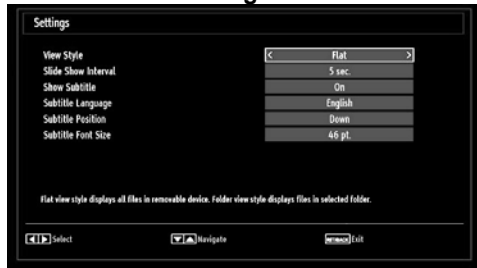 Settings
View Style < Flat >
Slide Show Interval 5 sec.
Show Subtitle On
Subtitle Language English
Subtitle Position Down
Subtitle Font Size 46 pt.
Flat view style displays all files in removable device. Folder view style displays files in selected folder.
Select Navigate RET/BACK Exit